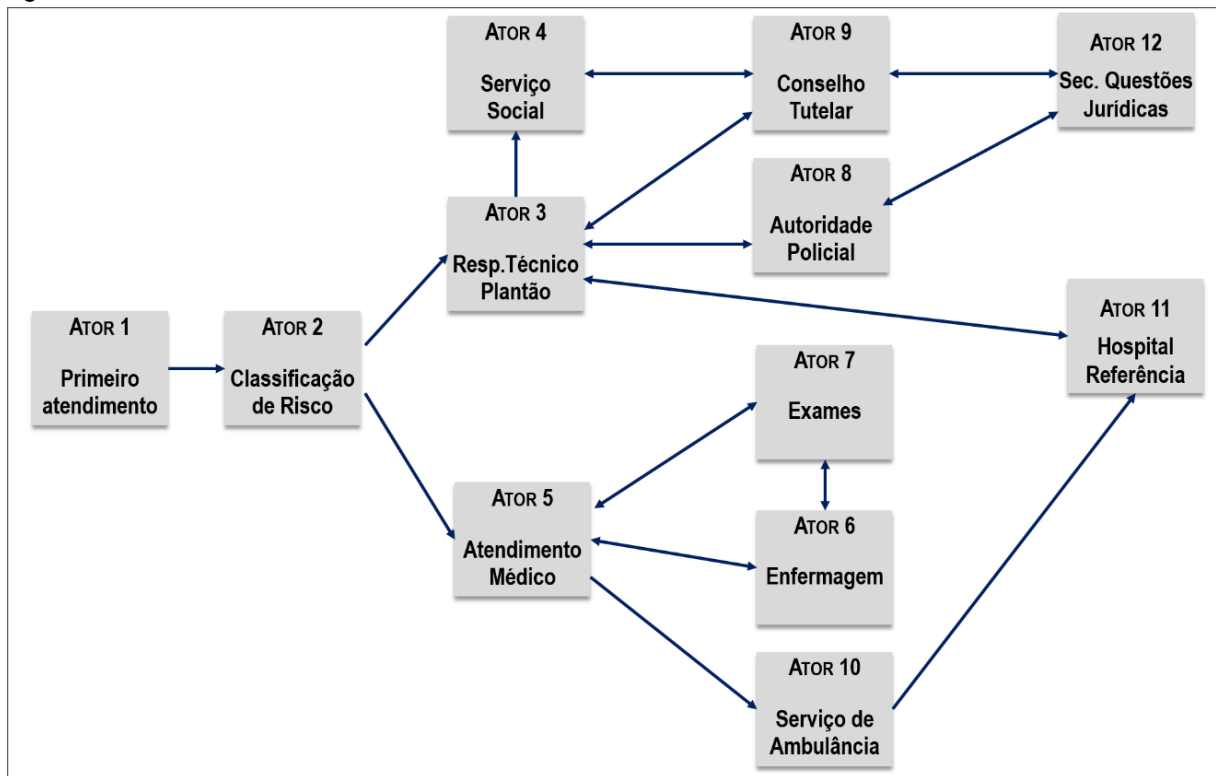 ATOR 4
Serviço
Social
ATOR 9
Conselho
Tutelar
ATOR 12
Sec. Questões
Jurídicas
ATOR 8
Autoridade
Policial
ATOR 3
Resp.Técnico
Plantão
ATOR 11
Hospital
Referência
ATOR 1
Primeiro
atendimento
ATOR 2
Classificação
de Risco
ATOR 7
Exames
ATOR 5
Atendimento
Médico
ATOR 6
Enfermagem
ATOR 10
Serviço de
Ambulância